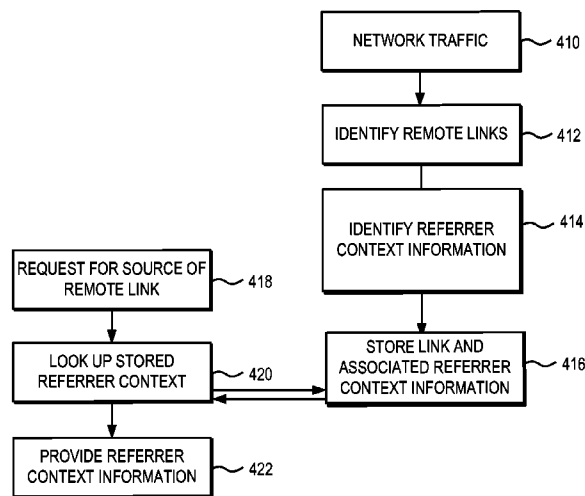 NETWORK TRAFFIC
410
IDENTIFY REMOTE LINKS
412
IDENTIFY REFERRER
CONTEXT INFORMATION
414
REQUEST FOR SOURCE OF
REMOTE LINK
418
LOOK UP STORED
REFERRER CONTEXT
420
STORE LINK AND
ASSOCIATED REFERRER
CONTEXT INFORMATION
416
PROVIDE REFERRER
CONTEXT INFORMATION
422